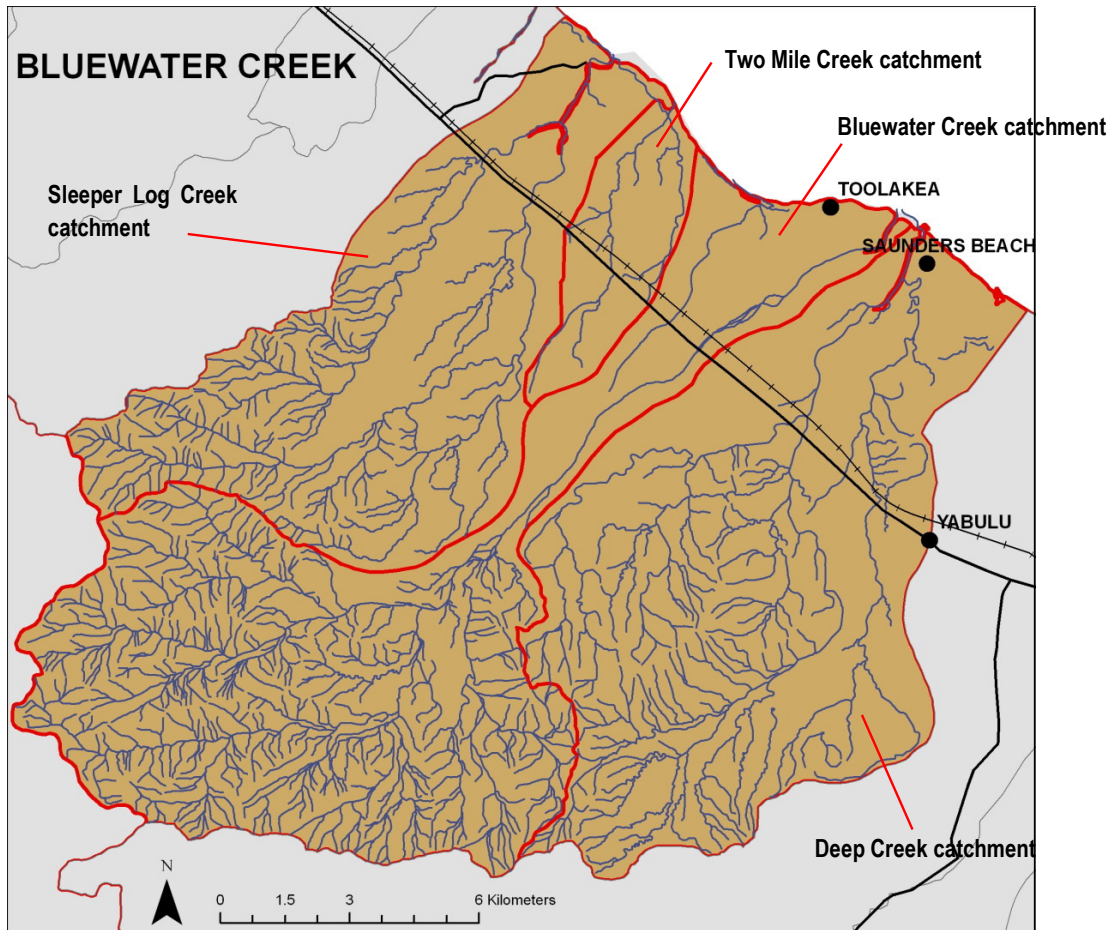 BLUEWATER CREEK
Two Mile Creek catchment
Bluewater Creek catchment
Sleeper Log Creek
catchment
TOOLAKEA
SAUNDERS BEACH
YABULU
Deep Creek catchment
N
0 1.5 3 6 Kilometers